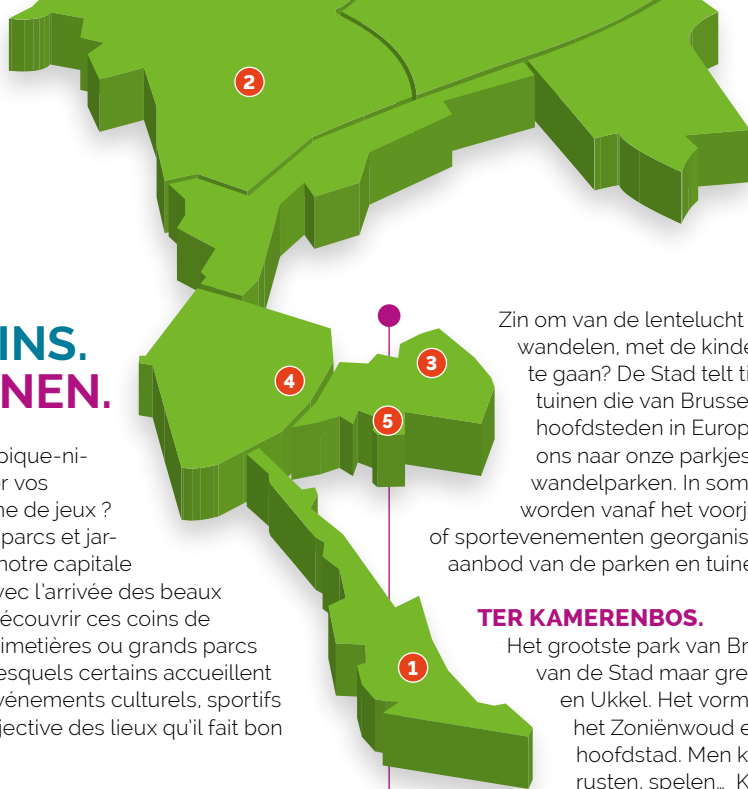 2
3
4
5
1
INS.
NEN.
pique-ni-
er vos
ne de jeux ?
parcs et jar-
notre capitale
vec l'arrivée des beaux
découvrir ces coins de
imetières ou grands parcs
esquels certains accueillent
événements culturels, sportifs
jective des lieux qu'il fait bon
Zin om van de lentelucht
wandelen, met de kinde
te gaan? De Stad telt ti
tuinen die van Brusse
hoofdsteden in Europ
ons naar onze parkjes
wandelparken. In som
worden vanaf het voorj
of sportevenementen georganis
aanbod van de parken en tuine
TER KAMERENBOS.
Het grootste park van Br
van de Stad maar gre
en Ukkel. Het vorm
het Zoniënwoud e
hoofdstad. Men k
rusten, spelen… K